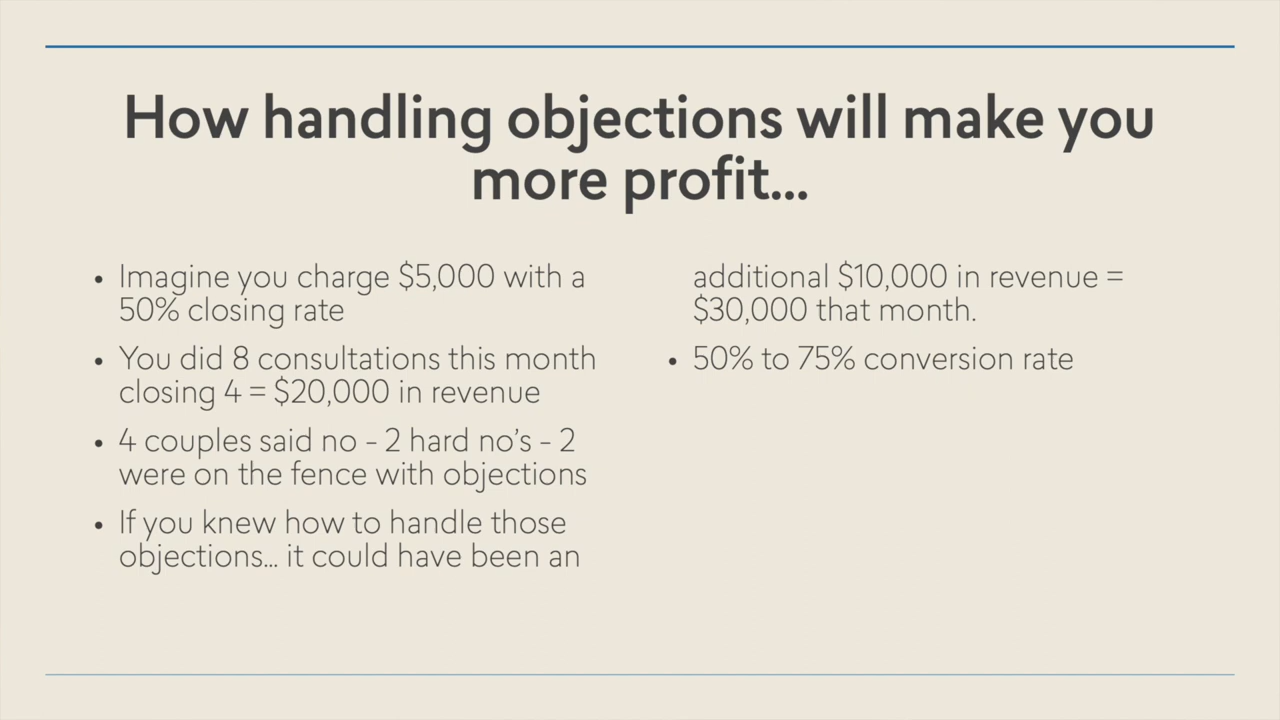 How handling objections will make you
more profit...
• Imagine you charge $5,000 with a
50% closing rate
• You did 8 consultations this month
closing 4 = $20,000 in revenue
• 4 couples said no - 2 hard no's - 2
were on the fence with objections
• If you knew how to handle those
objections... it could have been an
additional $10,000 in revenue =
$30,000 that month.
• 50% to 75% conversion rate